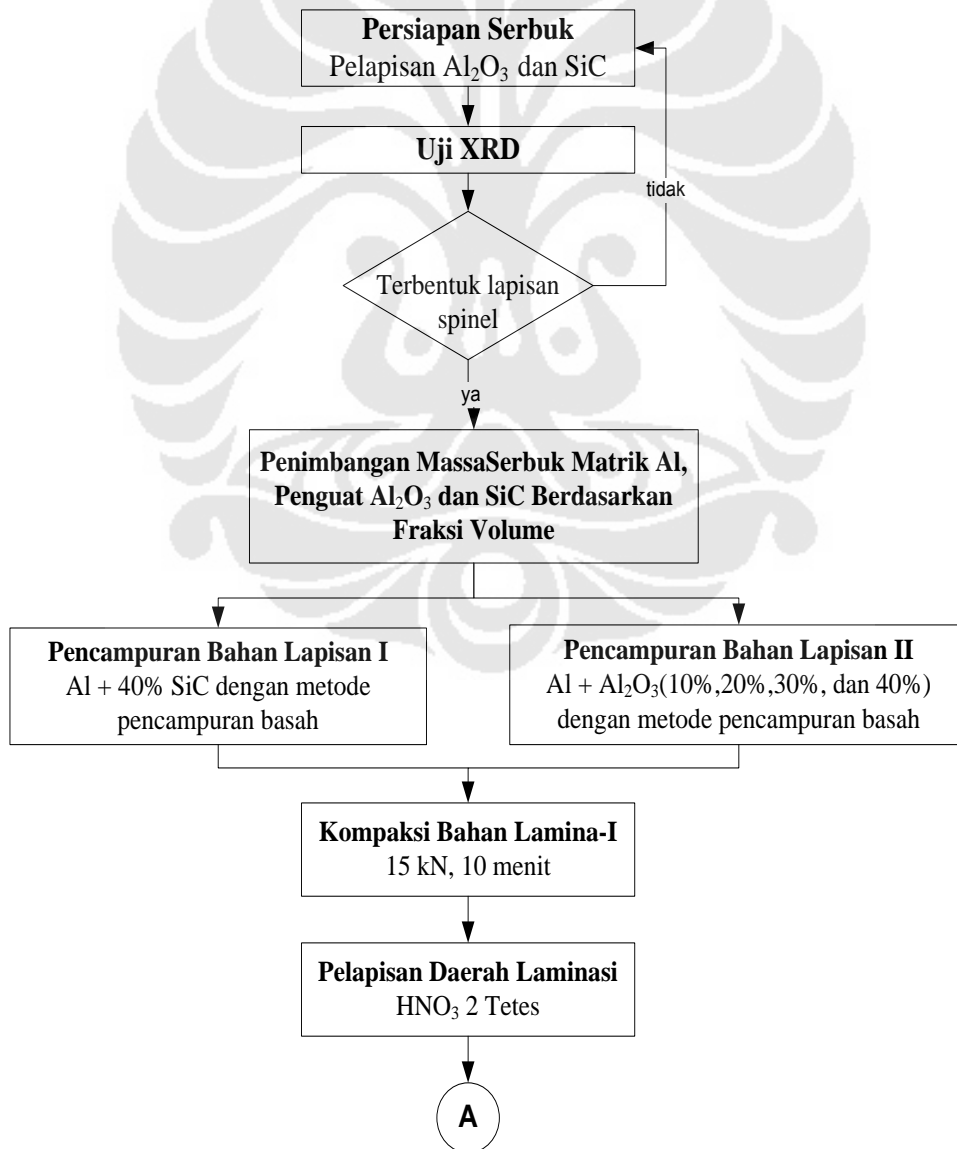 Persiapan Serbuk
Pelapisan Al₂O₃ dan SiC
Uji XRD
tidak
Terbentuk lapisan
spinel
ya
Penimbangan MassaSerbuk Matrik Al,
Penguat Al₂O₃ dan SiC Berdasarkan
Fraksi Volume
Pencampuran Bahan Lapisan I
Al + 40% SiC dengan metode
pencampuran basah
Pencampuran Bahan Lapisan II
Al + Al₂O₃(10%,20%,30%, dan 40%)
dengan metode pencampuran basah
Kompaksi Bahan Lamina-I
15 kN, 10 menit
Pelapisan Daerah Laminasi
HNO₃ 2 Tetes
A